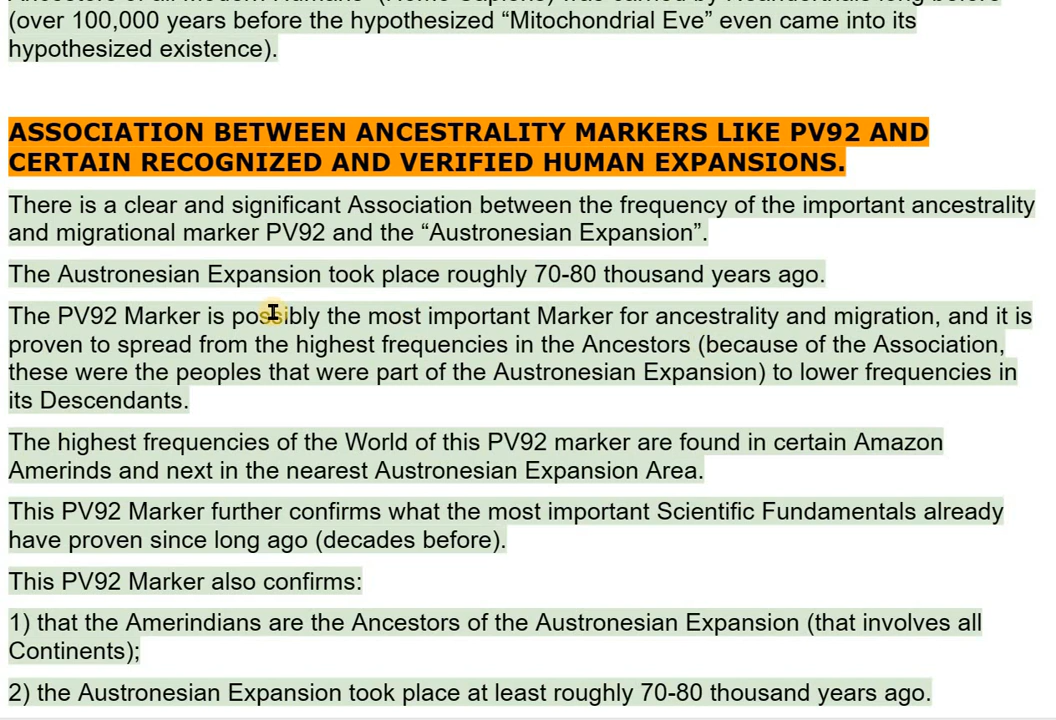 (over 100,000 years before the hypothesized “Mitochondrial Eve” even came into its
hypothesized existence).
ASSOCIATION BETWEEN ANCESTRALITY MARKERS LIKE PV92 AND
CERTAIN RECOGNIZED AND VERIFIED HUMAN EXPANSIONS.
There is a clear and significant Association between the frequency of the important ancestrality
and migrational marker PV92 and the “Austronesian Expansion”.
The Austronesian Expansion took place roughly 70-80 thousand years ago.
The PV92 Marker is possibly the most important Marker for ancestrality and migration, and it is
proven to spread from the highest frequencies in the Ancestors (because of the Association,
these were the peoples that were part of the Austronesian Expansion) to lower frequencies in
its Descendants.
The highest frequencies of the World of this PV92 marker are found in certain Amazon
Amerinds and next in the nearest Austronesian Expansion Area.
This PV92 Marker further confirms what the most important Scientific Fundamentals already
have proven since long ago (decades before).
This PV92 Marker also confirms:
1) that the Amerindians are the Ancestors of the Austronesian Expansion (that involves all
Continents);
2) the Austronesian Expansion took place at least roughly 70-80 thousand years ago.